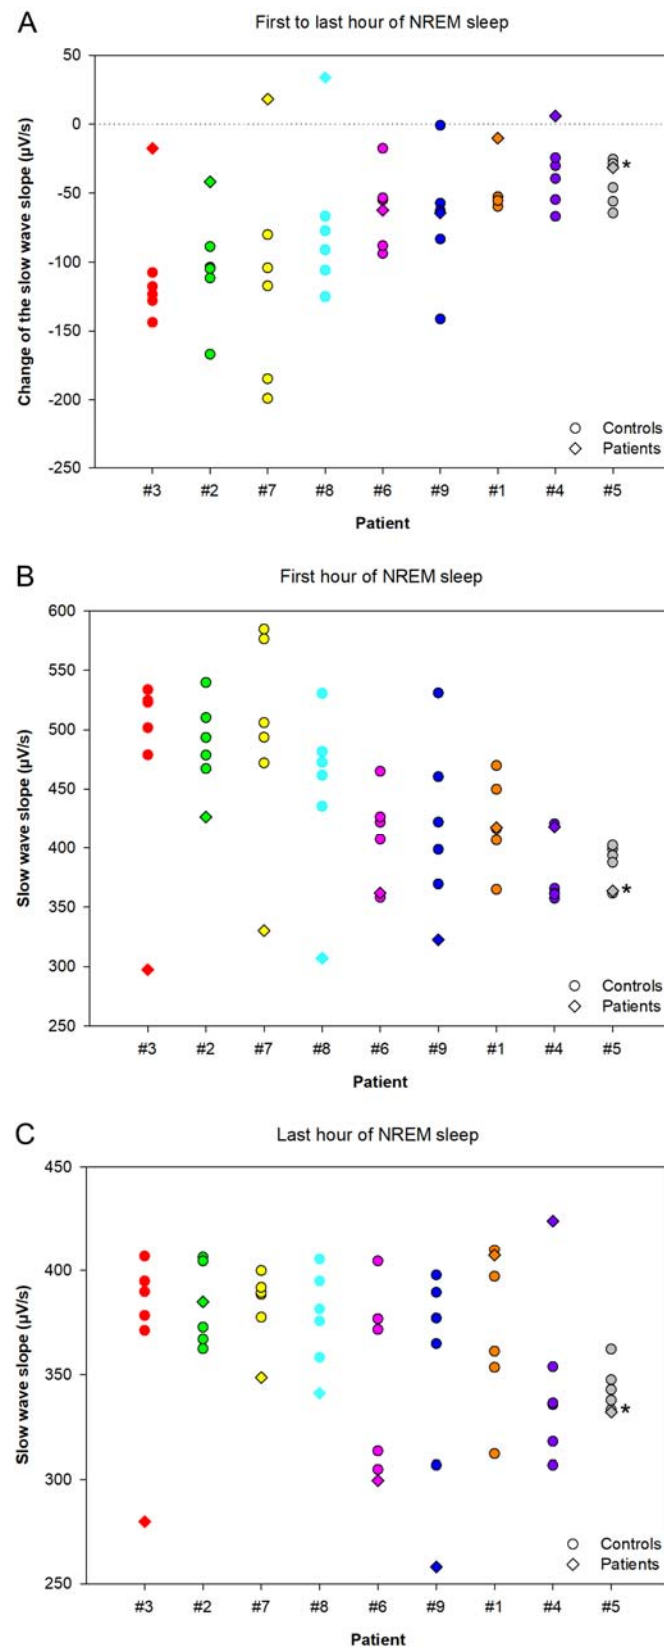 A
First to last hour of NREM sleep
Change of the slow wave slope (µV/s)
50
0
-50
-100
-150
-200
-250
*
Controls
Patients
#3 #2 #7 #8 #6 #9 #1 #4 #5
Patient
B
First hour of NREM sleep
Slow wave slope (µV/s)
600
550
500
450
400
350
300
250
*
Controls
Patients
#3 #2 #7 #8 #6 #9 #1 #4 #5
Patient
C
Last hour of NREM sleep
Slow wave slope (µV/s)
450
400
350
300
250
*
Controls
Patients
#3 #2 #7 #8 #6 #9 #1 #4 #5
Patient